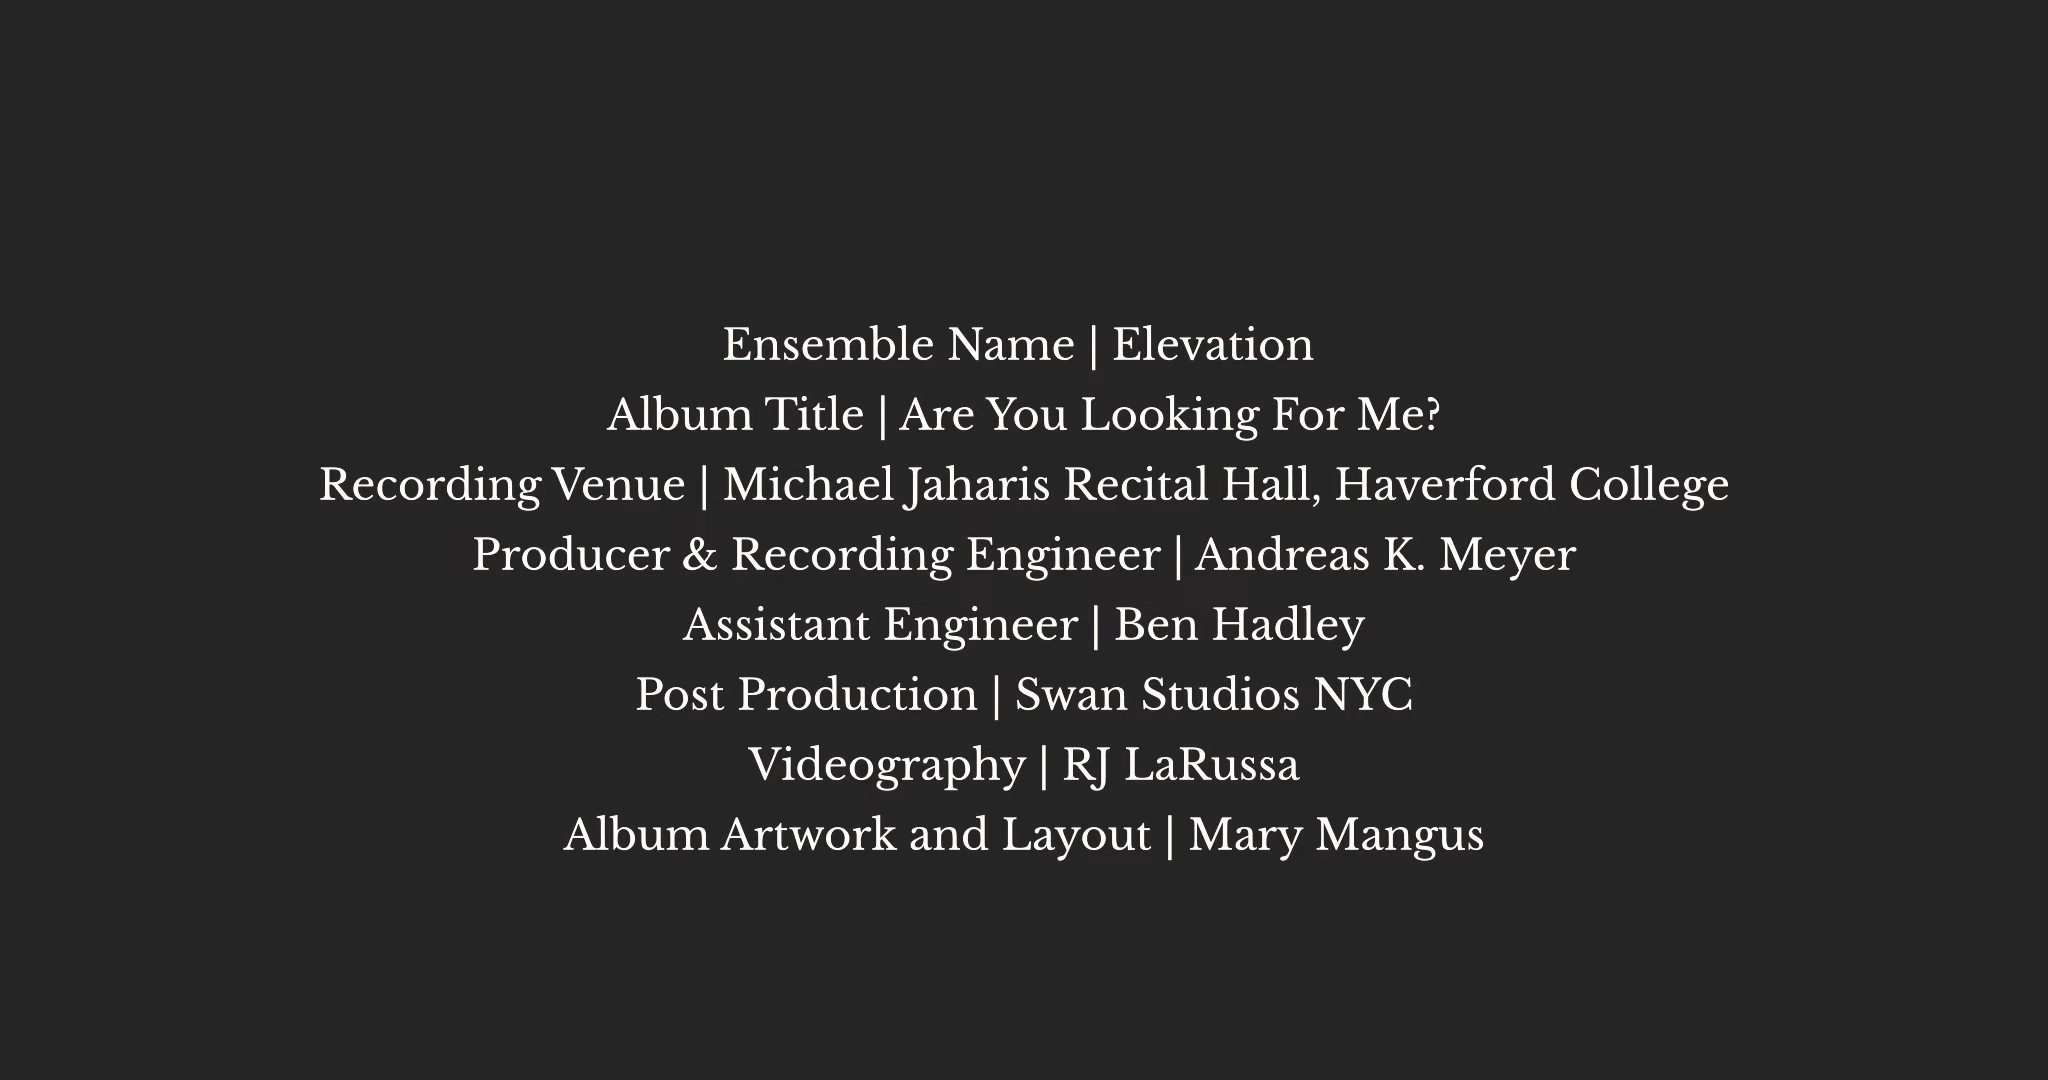 Ensemble Name | Elevation
Album Title | Are You Looking For Me?
Recording Venue | Michael Jaharis Recital Hall, Haverford College
Producer & Recording Engineer | Andreas K. Meyer
Assistant Engineer | Ben Hadley
Post Production | Swan Studios NYC
Videography | RJ LaRussa
Album Artwork and Layout | Mary Mangus